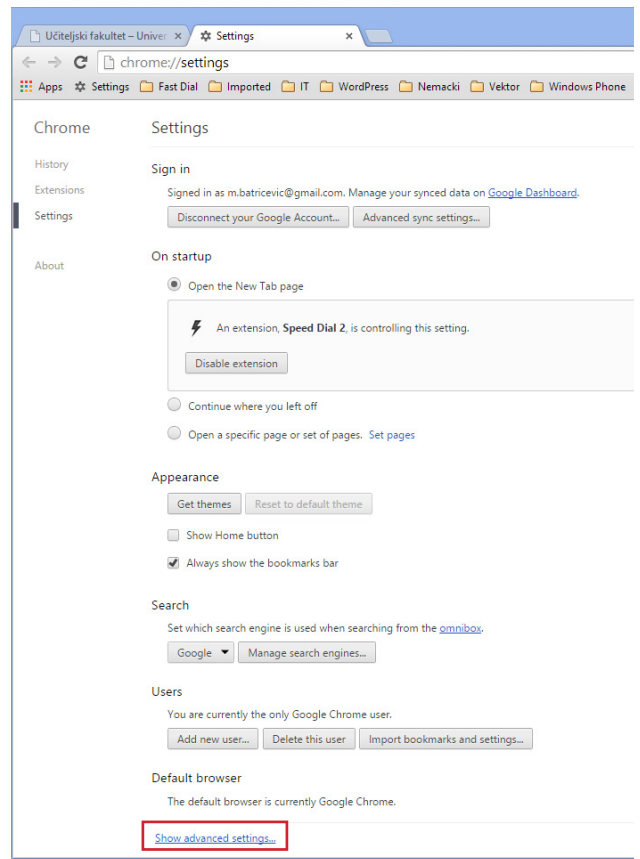 Učiteljski fakultet – Univer
Settings
chrome://settings
Apps Settings Fast Dial Imported IT WordPress Nemacki Vektor Windows Phone
Chrome
Settings
History
Extensions
Settings
About
Sign in
Signed in as m.batricevic@gmail.com. Manage your synced data on Google Dashboard.
Disconnect your Google Account... Advanced sync settings...
On startup
Open the New Tab page
An extension, Speed Dial 2, is controlling this setting.
Disable extension
Continue where you left off
Open a specific page or set of pages. Set pages
Appearance
Get themes Reset to default theme
Show Home button
Always show the bookmarks bar
Search
Set which search engine is used when searching from the omnibox.
Google Manage search engines...
Users
You are currently the only Google Chrome user.
Add new user... Delete this user Import bookmarks and settings...
Default browser
The default browser is currently Google Chrome.
Show advanced settings...